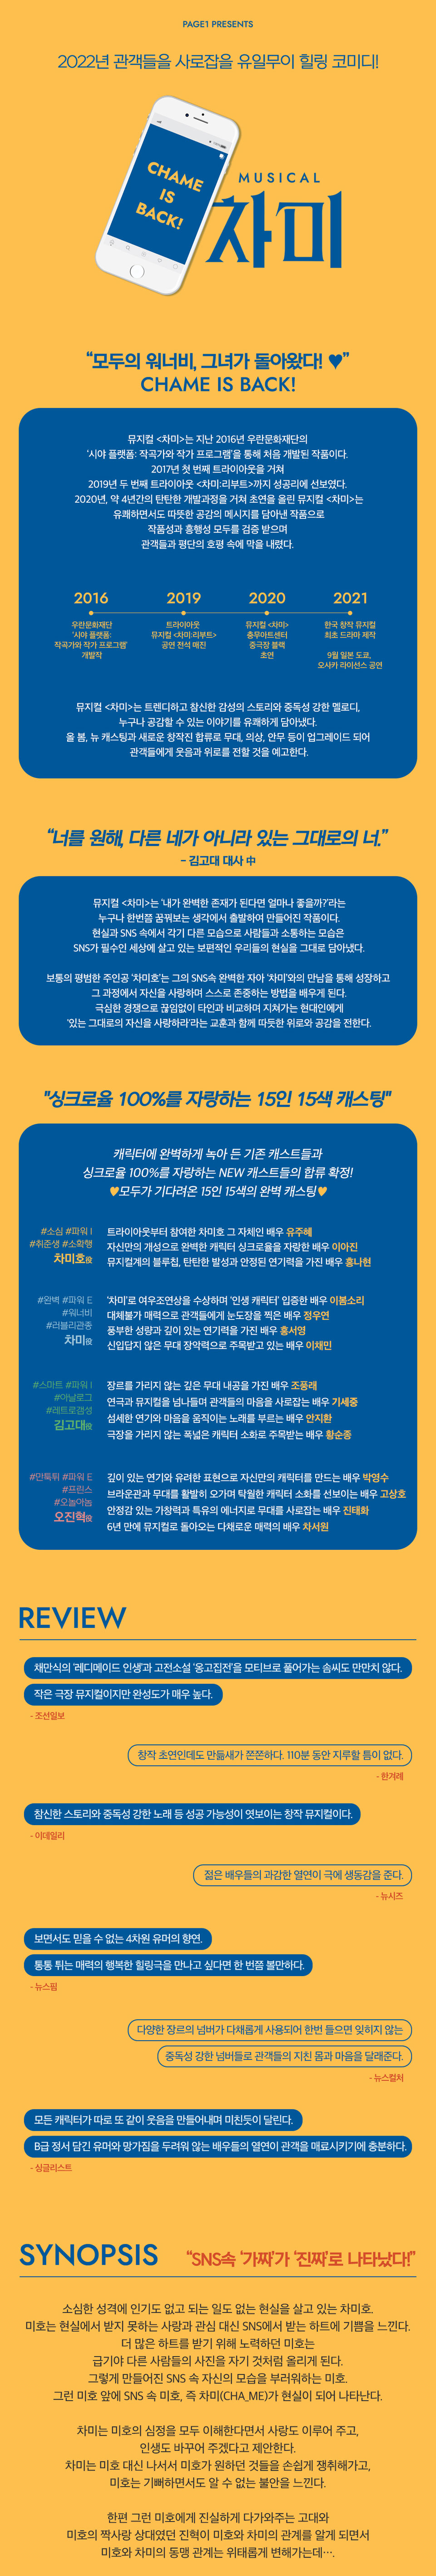 PAGE1 PRESENTS
2022년 관객들을 사로잡을 유일무이 힐링 코미디!
CHAME
IS
BACK!
MUSICAL
차미
“모두의 워너비, 그녀가 돌아왔다! ♥”
CHAME IS BACK!
뮤지컬 <차미>는 지난 2016년 우란문화재단의
‘시야 플랫폼: 작곡가와 작가 프로그램’을 통해 처음 개발된 작품이다.
2017년 첫 번째 트라이아웃을 거쳐
2019년 두 번째 트라이아웃 <차미:리부트>까지 성공리에 선보였다.
2020년, 약 4년간의 탄탄한 개발과정을 거쳐 초연을 올린 뮤지컬 <차미>는
유쾌하면서도 따뜻한 공감의 메시지를 담아낸 작품으로
작품성과 흥행성 모두를 검증 받으며
관객들과 평단의 호평 속에 막을 내렸다.
2016
우란문화재단
‘시야 플랫폼:
작곡가와 작가 프로그램’
개발작
2019
트라이아웃
뮤지컬 <차미:리부트>
공연 전석 매진
2020
뮤지컬 <차미>
충무아트센터
중극장 블랙
초연
2021
한국 창작 뮤지컬
최초 드라마 제작
9월 일본 도쿄,
오사카 라이선스 공연
뮤지컬 <차미>는 트렌디하고 참신한 감성의 스토리와 중독성 강한 멜로디,
누구나 공감할 수 있는 이야기를 유쾌하게 담아냈다.
올 봄, 뉴 캐스팅과 새로운 창작진 합류로 무대, 의상, 안무 등이 업그레이드 되어
관객들에게 웃음과 위로를 전할 것을 예고한다.
“너를 원해, 다른 네가 아니라 있는 그대로의 너.”
- 김고대 대사 中
뮤지컬 <차미>는 ‘내가 완벽한 존재가 된다면 얼마나 좋을까?’라는
누구나 한번쯤 꿈꿔보는 생각에서 출발하여 만들어진 작품이다.
현실과 SNS 속에서 각기 다른 모습으로 사람들과 소통하는 모습은
SNS가 필수인 세상에 살고 있는 보편적인 우리들의 현실을 그대로 담아냈다.
보통의 평범한 주인공 ‘차미호’는 그의 SNS속 완벽한 자아 ‘차미’와의 만남을 통해 성장하고
그 과정에서 자신을 사랑하며 스스로 존중하는 방법을 배우게 된다.
극심한 경쟁으로 끊임없이 타인과 비교하며 지쳐가는 현대인에게
‘있는 그대로의 자신을 사랑하라’라는 교훈과 함께 따듯한 위로와 공감을 전한다.
"싱크로율 100%를 자랑하는 15인 15색 캐스팅"
캐릭터에 완벽하게 녹아 든 기존 캐스트들과
싱크로율 100%를 자랑하는 NEW 캐스트들의 합류 확정!
♥모두가 기다려온 15인 15색의 완벽 캐스팅♥
#소심 #파워 I
#취준생 #소확행
차미호役
트라이아웃부터 참여한 차미호 그 자체인 배우 유주혜
자신만의 개성으로 완벽한 캐릭터 싱크로율을 자랑한 배우 이아진
뮤지컬계의 블루칩, 탄탄한 발성과 안정된 연기력을 가진 배우 홍나현
#완벽 #파워 E
#워너비
#러블리관종
차미役
‘차미’로 여우조연상을 수상하며 ‘인생 캐릭터’ 입증한 배우 이봄소리
대체불가 매력으로 관객들에게 눈도장을 찍은 배우 정우연
풍부한 성량과 깊이 있는 연기력을 가진 배우 홍서영
신입답지 않은 무대 장악력으로 주목받고 있는 배우 이채민
#스마트 #파워 I
#아날로그
#레트로갬성
김고대役
장르를 가리지 않는 깊은 무대 내공을 가진 배우 조풍래
연극과 뮤지컬을 넘나들며 관객들의 마음을 사로잡는 배우 기세중
섬세한 연기와 마음을 움직이는 노래를 부르는 배우 안지환
극장을 가리지 않는 폭넓은 캐릭터 소화로 주목받는 배우 황순종
#만뚝뛰 #파워 E
#프린스
#오늘아놈
오진혁役
깊이 있는 연기와 유려한 표현으로 자신만의 캐릭터를 만드는 배우 박영수
브라운관과 무대를 활발히 오가며 탁월한 캐릭터 소화를 선보이는 배우 고상호
안정감 있는 가창력과 특유의 에너지로 무대를 사로잡는 배우 진태화
6년 만에 뮤지컬로 돌아오는 다채로운 매력의 배우 차서원
REVIEW
채만식의 ‘레디메이드 인생’과 고전소설 ‘옹고집전’을 모티브로 풀어가는 솜씨도 만만치 않다.
작은 극장 뮤지컬이지만 완성도가 매우 높다.
- 조선일보
창작 초연인데도 만듦새가 쫀쫀하다. 110분 동안 지루할 틈이 없다.
- 한겨레
참신한 스토리와 중독성 강한 노래 등 성공 가능성이 엿보이는 창작 뮤지컬이다.
- 이데일리
젊은 배우들의 과감한 열연이 극에 생동감을 준다.
- 뉴시즈
보면서도 믿을 수 없는 4차원 유머의 향연.
통통 튀는 매력의 행복한 힐링극을 만나고 싶다면 한 번쯤 볼만하다.
- 뉴스핌
다양한 장르의 넘버가 다채롭게 사용되어 한번 들으면 잊히지 않는
중독성 강한 넘버들로 관객들의 지친 몸과 마음을 달래준다.
- 뉴스컬처
모든 캐릭터가 따로 또 같이 웃음을 만들어내며 미친듯이 달린다.
B급 정서 담긴 유머와 망가짐을 두려워 않는 배우들의 열연이 관객을 매료시키기에 충분하다.
- 싱글리스트
SYNOPSIS
“SNS속 ‘가짜’가 ‘진짜’로 나타났다!”
소심한 성격에 인기도 없고 되는 일도 없는 현실을 살고 있는 차미호.
미호는 현실에서 받지 못하는 사랑과 관심 대신 SNS에서 받는 하트에 기쁨을 느낀다.
더 많은 하트를 받기 위해 노력하던 미호는
급기야 다른 사람들의 사진을 자기 것처럼 올리게 된다.
그렇게 만들어진 SNS 속 자신의 모습을 부러워하는 미호.
그런 미호 앞에 SNS 속 미호, 즉 차미(CHA_ME)가 현실이 되어 나타난다.
차미는 미호의 심정을 모두 이해한다면서 사랑도 이루어 주고,
인생도 바꾸어 주겠다고 제안한다.
차미는 미호 대신 나서서 미호가 원하던 것들을 손쉽게 쟁취해가고,
미호는 기뻐하면서도 알 수 없는 불안을 느낀다.
한편 그런 미호에게 진실하게 다가와주는 고대와
미호의 짝사랑 상대였던 진혁이 미호와 차미의 관계를 알게 되면서
미호와 차미의 동맹 관계는 위태롭게 변해가는데….